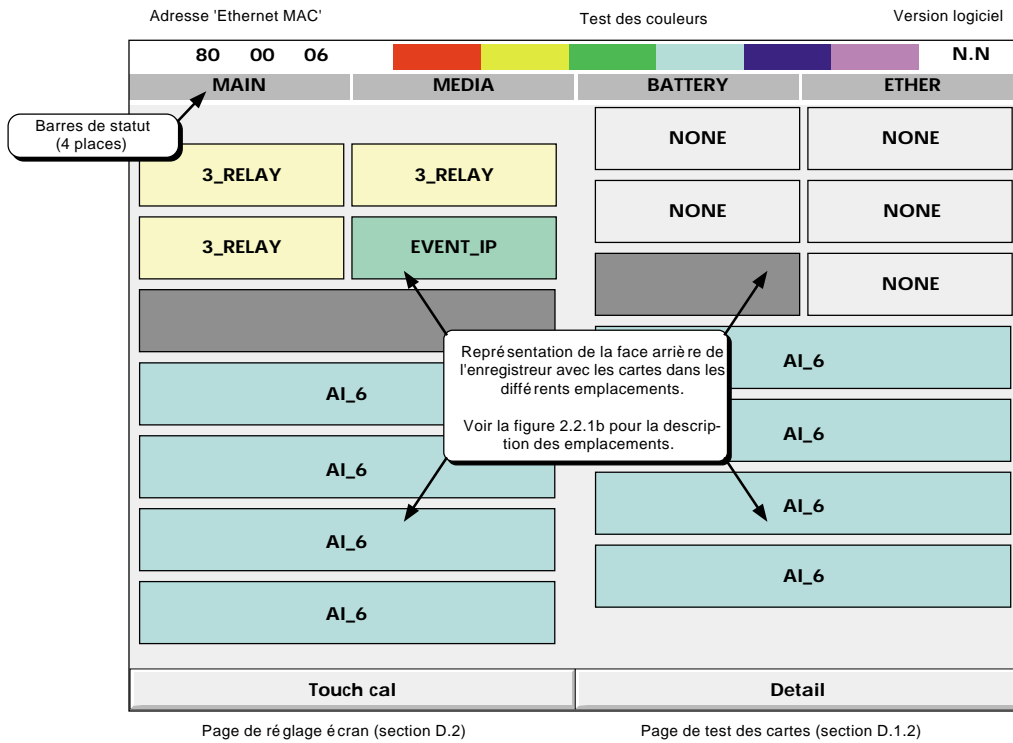 Adresse 'Ethernet MAC' Test des couleurs Version logiciel
80 00 06 N.N
MAIN MEDIA BATTERY ETHER
Barres de statut
(4 places)
NONE NONE
3_RELAY 3_RELAY
NONE NONE
3_RELAY EVENT_IP
NONE
Représentation de la face arrière de
l'enregistreur avec les cartes dans les
différents emplacements.
Voir la figure 2.2.1b pour la descrip-
tion des emplacements.
AI_6
AI_6
AI_6
AI_6
AI_6
AI_6
AI_6
AI_6
Touch cal Detail
Page de réglage écran (section D.2) Page de test des cartes (section D.1.2)